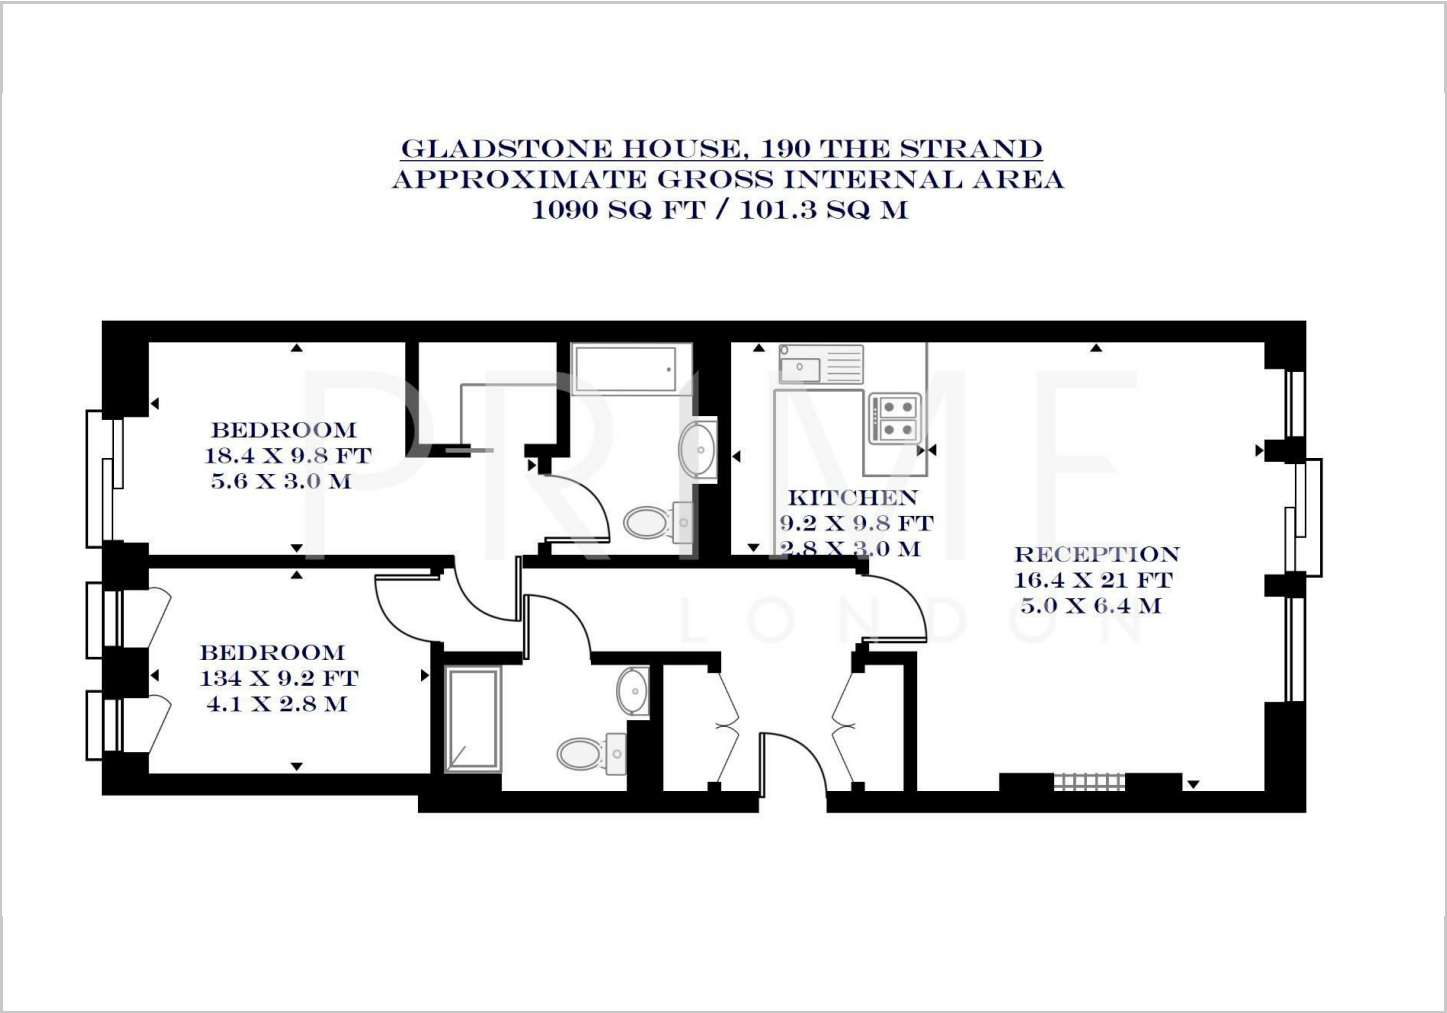 GLADSTONE HOUSE, 190 THE STRAND
APPROXIMATE GROSS INTERNAL AREA
1090 SQ FT / 101.3 SQ M
PRIME
LONDON
BEDROOM
18.4 X 9.8 FT
5.6 X 3.0 M
KITCHEN
9.2 X 9.8 FT
2.8 X 3.0 M
RECEPTION
16.4 X 21 FT
5.0 X 6.4 M
BEDROOM
134 X 9.2 FT
4.1 X 2.8 M